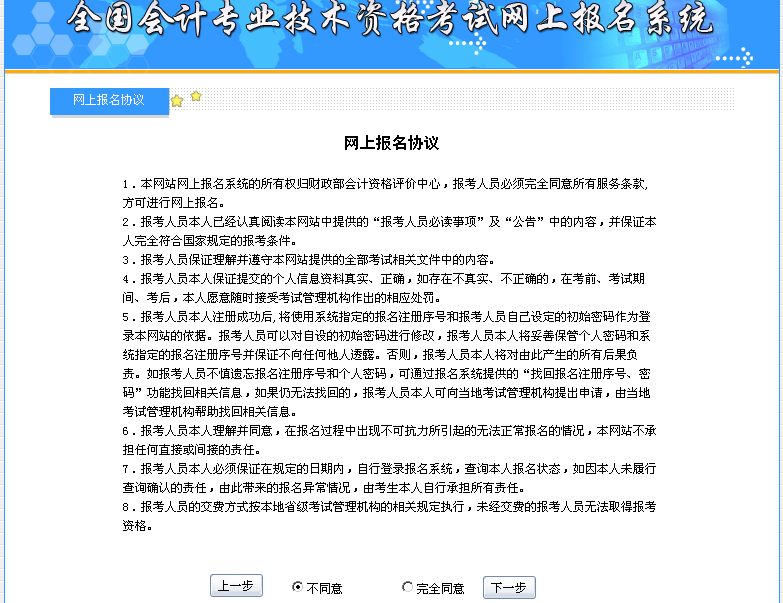 全国会计专业技术资格考试网上报名系统
网上报名协议
网上报名协议
1．本网站网上报名系统的所有权归财政部会计资格评价中心，报考人员必须完全同意所有服务条款,
方可进行网上报名。
2．报考人员本人已经认真阅读本网站中提供的“报考人员必读事项”及“公告”中的内容，并保证本
人完全符合国家规定的报考条件。
3．报考人员保证理解并遵守本网站提供的全部考试相关文件中的内容。
4．报考人员本人保证提交的个人信息资料真实、正确，如存在不真实、不正确的，在考前、考试期
间、考后，本人愿意随时接受考试管理机构作出的相应处罚。
5．报考人员本人注册成功后,将使用系统指定的报名注册序号和报考人员自己设定的初始密码作为登
录本网站的依据。报考人员可以对自设的初始密码进行修改，报考人员本人将妥善保管个人密码和系
统指定的报名注册序号并保证不向任何他人透露。否则，报考人员本人将对由此产生的所有后果负
责。如报考人员不慎遗忘报名注册序号和个人密码，可通过报名系统提供的“找回报名注册序号、密
码”功能找回相关信息，如果仍无法找回的，报考人员本人可向当地考试管理机构提出申请，由当地
考试管理机构帮助找回相关信息。
6．报考人员本人理解并同意，在报名过程中出现不可抗力所引起的无法正常报名的情况，本网站不承
担任何直接或间接的责任。
7．报考人员本人必须保证在规定的日期内，自行登录报名系统，查询本人报名状态，如因本人未履行
查询确认的责任，由此带来的报名异常情况，由考生本人自行承担所有责任。
8．报考人员的交费方式按本地省级考试管理机构的相关规定执行，未经交费的报考人员无法取得报考
资格。
上一步 不同意 完全同意 下一步